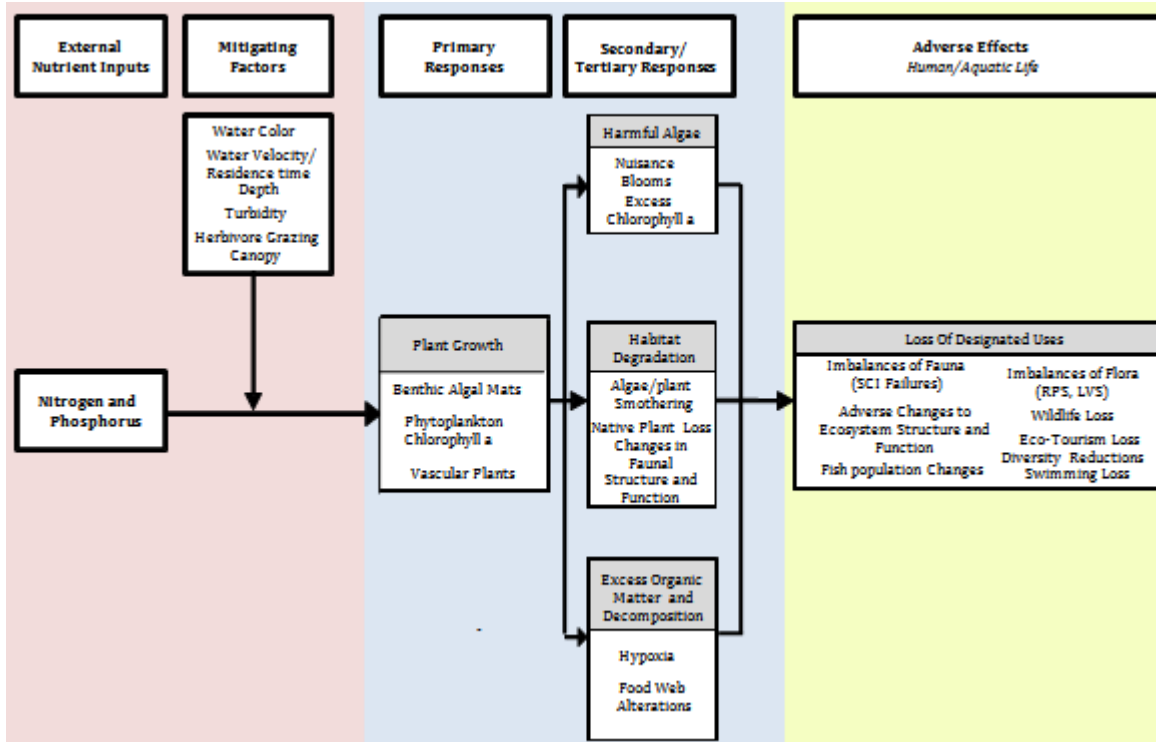 External
Nutrient Inputs
Mitigating
Factors
Primary
Responses
Secondary/
Tertiary Responses
Adverse Effects
Human/Aquatic Life
Water Color
Water Velocity/
Residence time
Depth
Turbidity
Herbivore Grazing
Canopy
Nitrogen and
Phosphorus
Plant Growth
Benthic Algal Mats
Phytoplankton
Chlorophyll a
Vascular Plants
Harmful Algae
Nuisance
Blooms
Excess
Chlorophyll a
Habitat
Degradation
Algae/plant
Smothering
Native Plant Loss
Changes in
Faunal
Structure and
Function
Excess Organic
Matter and
Decomposition
Hypoxia
Food Web
Alterations
Loss Of Designated Uses
Imbalances of Fauna
(SCI Failures)
Adverse Changes to
Ecosystem Structure and
Function
Fish population Changes
Imbalances of Flora
(RPS, LVS)
Wildlife Loss
Eco-Tourism Loss
Diversity Reductions
Swimming Loss